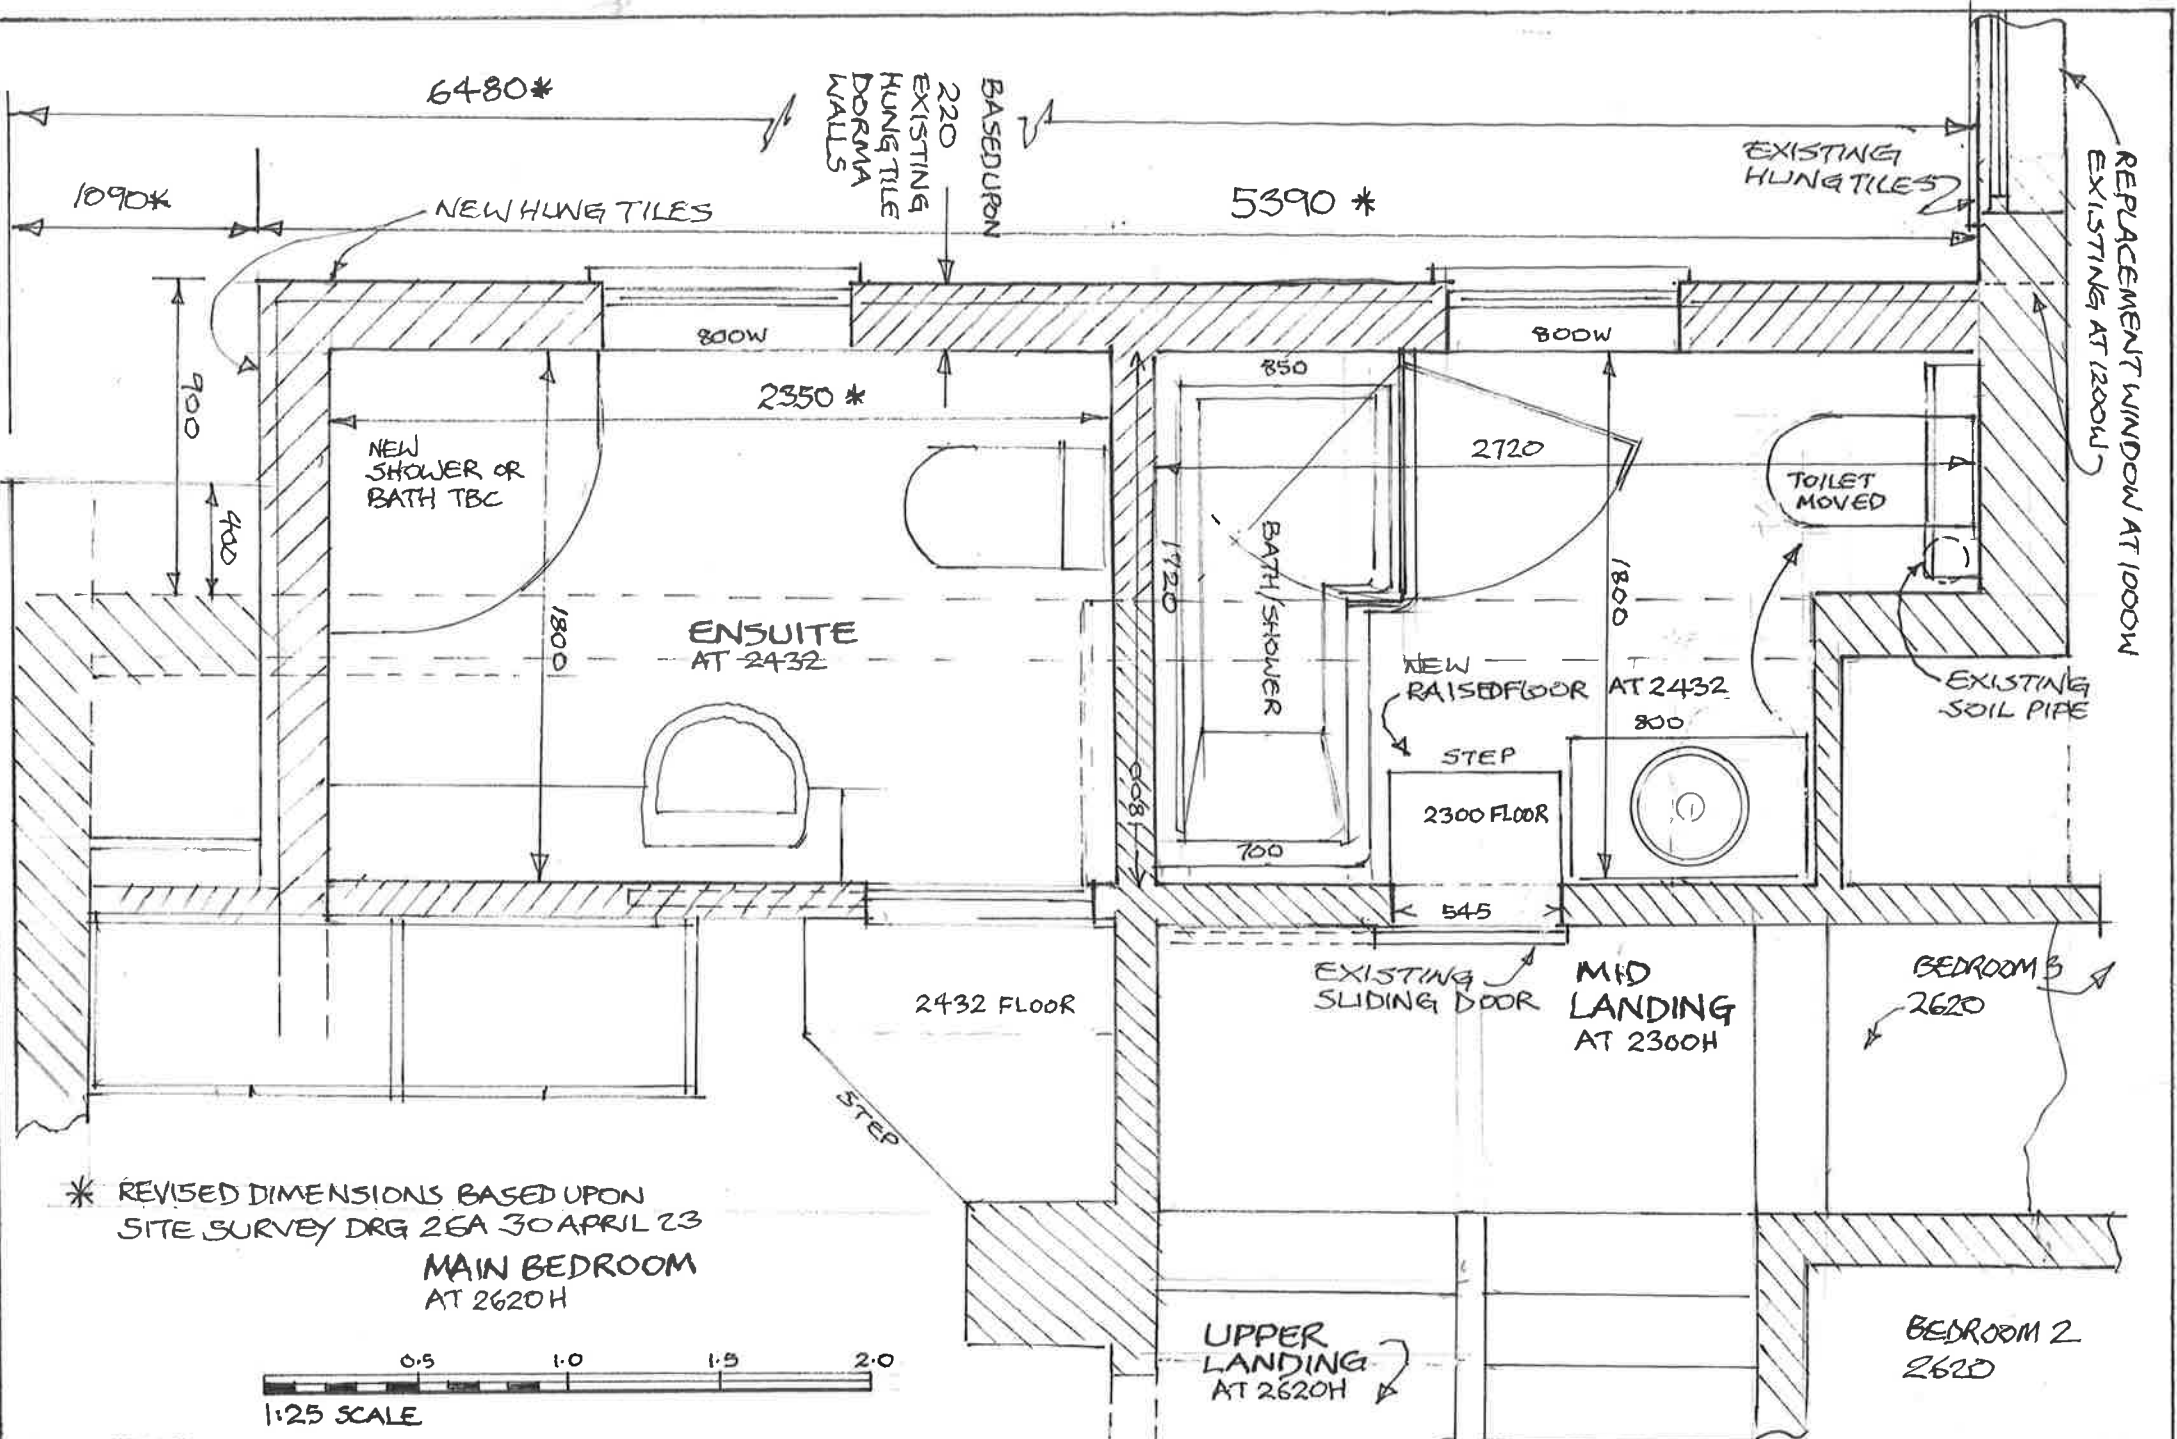 6480*
BASED UPON
220
EXISTING
HUNG TILE
DORMA
WALLS
EXISTING
HUNG TILES
REPLACEMENT WINDOW AT 1000W
EXISTING AT 1200W
1090*
NEW HUNG TILES
5390 *
800W
800W
900
400
2350 *
850
2720
NEW
SHOWER OR
BATH TBC
TOILET
MOVED
1800
1720
BATH/SHOWER
1800
ENSUITE
AT 2432
NEW
RAISED FLOOR AT 2432
800
EXISTING
SOIL PIPE
STEP
2300 FLOOR
1800
700
545
2432 FLOOR
EXISTING
SLIDING DOOR
MID
LANDING
AT 2300H
BEDROOM 3
2620
STEP
* REVISED DIMENSIONS BASED UPON
SITE SURVEY DRG 26A 30 APRIL 23
MAIN BEDROOM
AT 2620H
UPPER
LANDING
AT 2620H
BEDROOM 2
2620
0.5 1.0 1.5 2.0
1:25 SCALE